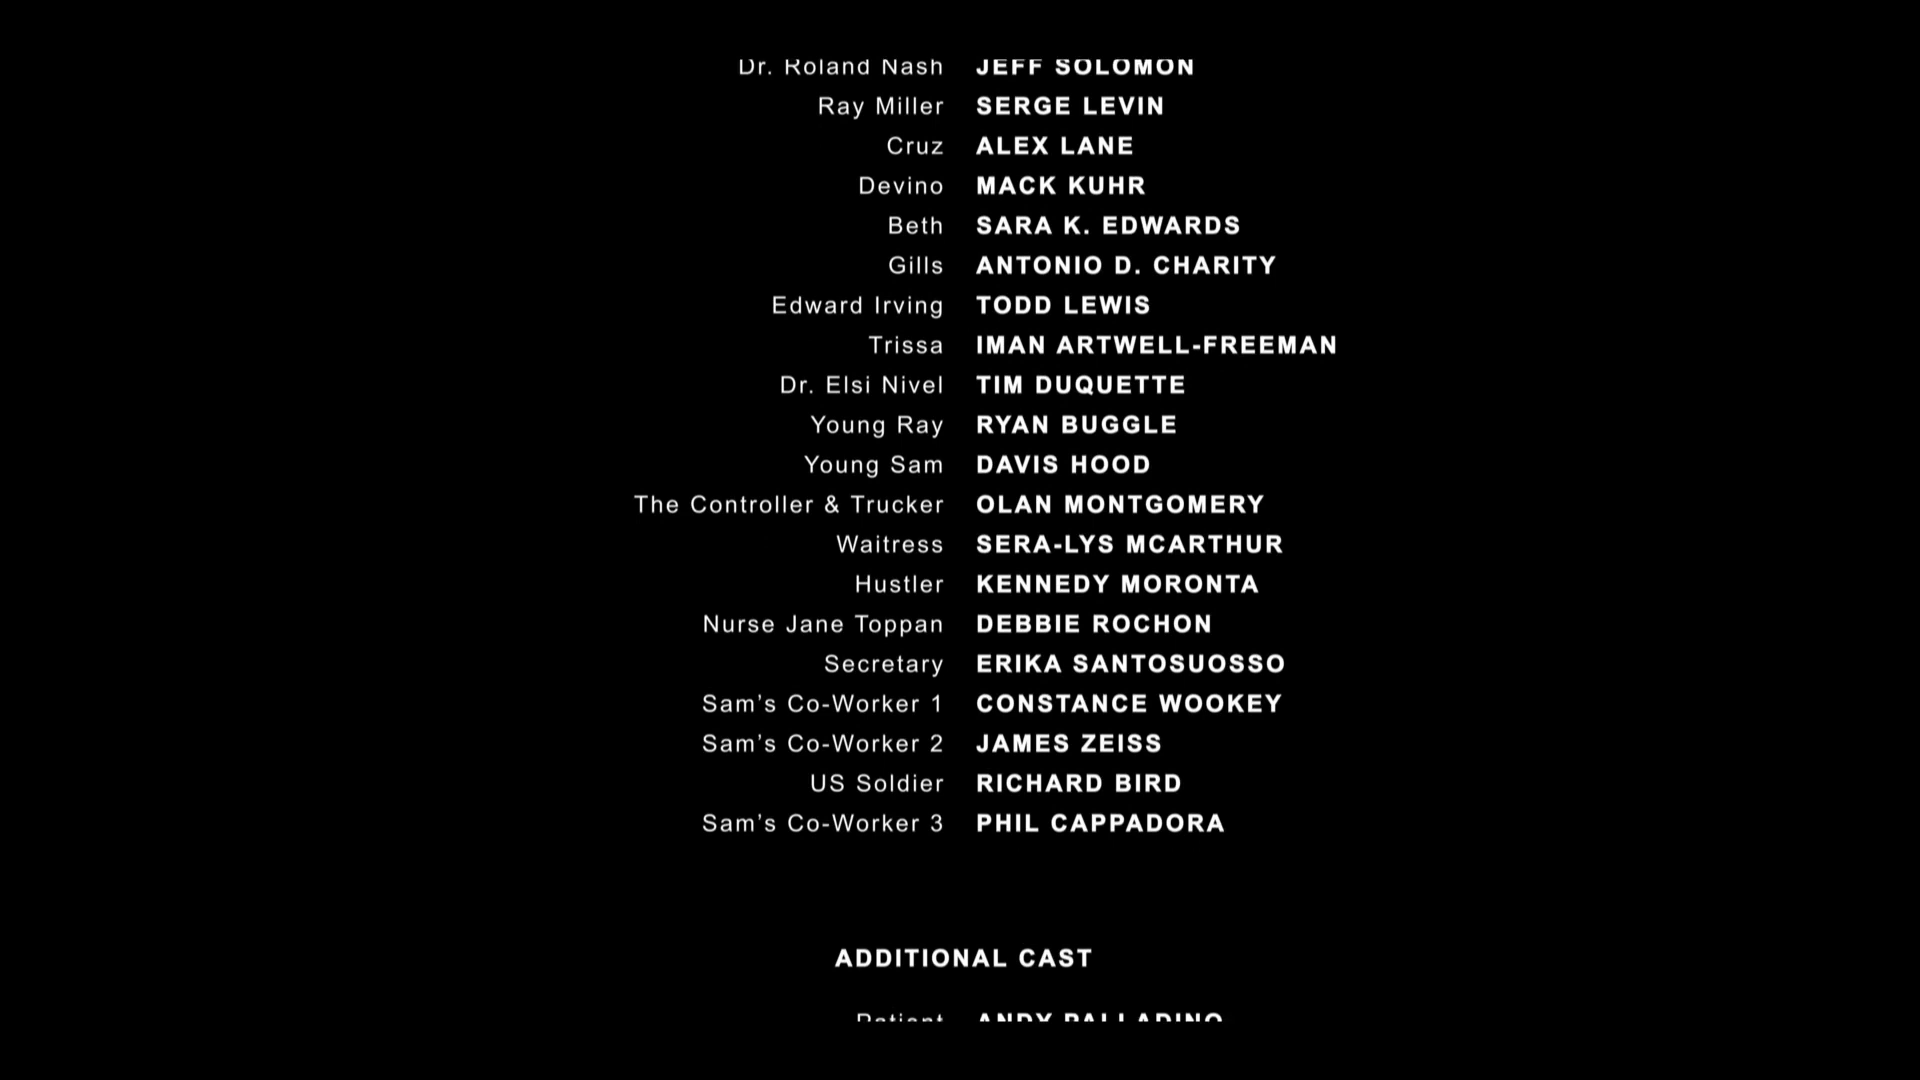 Dr. Roland Nash JEFF SOLOMON
Ray Miller SERGE LEVIN
Cruz ALEX LANE
Devino MACK KUHR
Beth SARA K. EDWARDS
Gills ANTONIO D. CHARITY
Edward Irving TODD LEWIS
Trissa IMAN ARTWELL-FREEMAN
Dr. Elsi Nivel TIM DUQUETTE
Young Ray RYAN BUGGLE
Young Sam DAVIS HOOD
The Controller & Trucker OLAN MONTGOMERY
Waitress SERA-LYS MCARTHUR
Hustler KENNEDY MORONTA
Nurse Jane Toppan DEBBIE ROCHON
Secretary ERIKA SANTOSUOSSO
Sam’s Co-Worker 1 CONSTANCE WOOKEY
Sam’s Co-Worker 2 JAMES ZEISS
US Soldier RICHARD BIRD
Sam’s Co-Worker 3 PHIL CAPPADORA
ADDITIONAL CAST
Patient ANDY PALLADINO